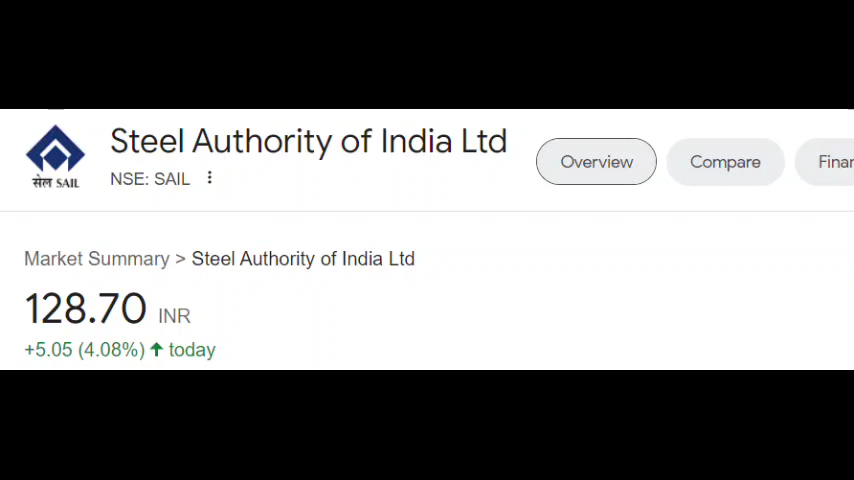 Steel Authority of India Ltd
सेल SAIL
NSE: SAIL
Overview
Compare
Finan
Market Summary > Steel Authority of India Ltd
128.70 INR
+5.05 (4.08%) ↑ today